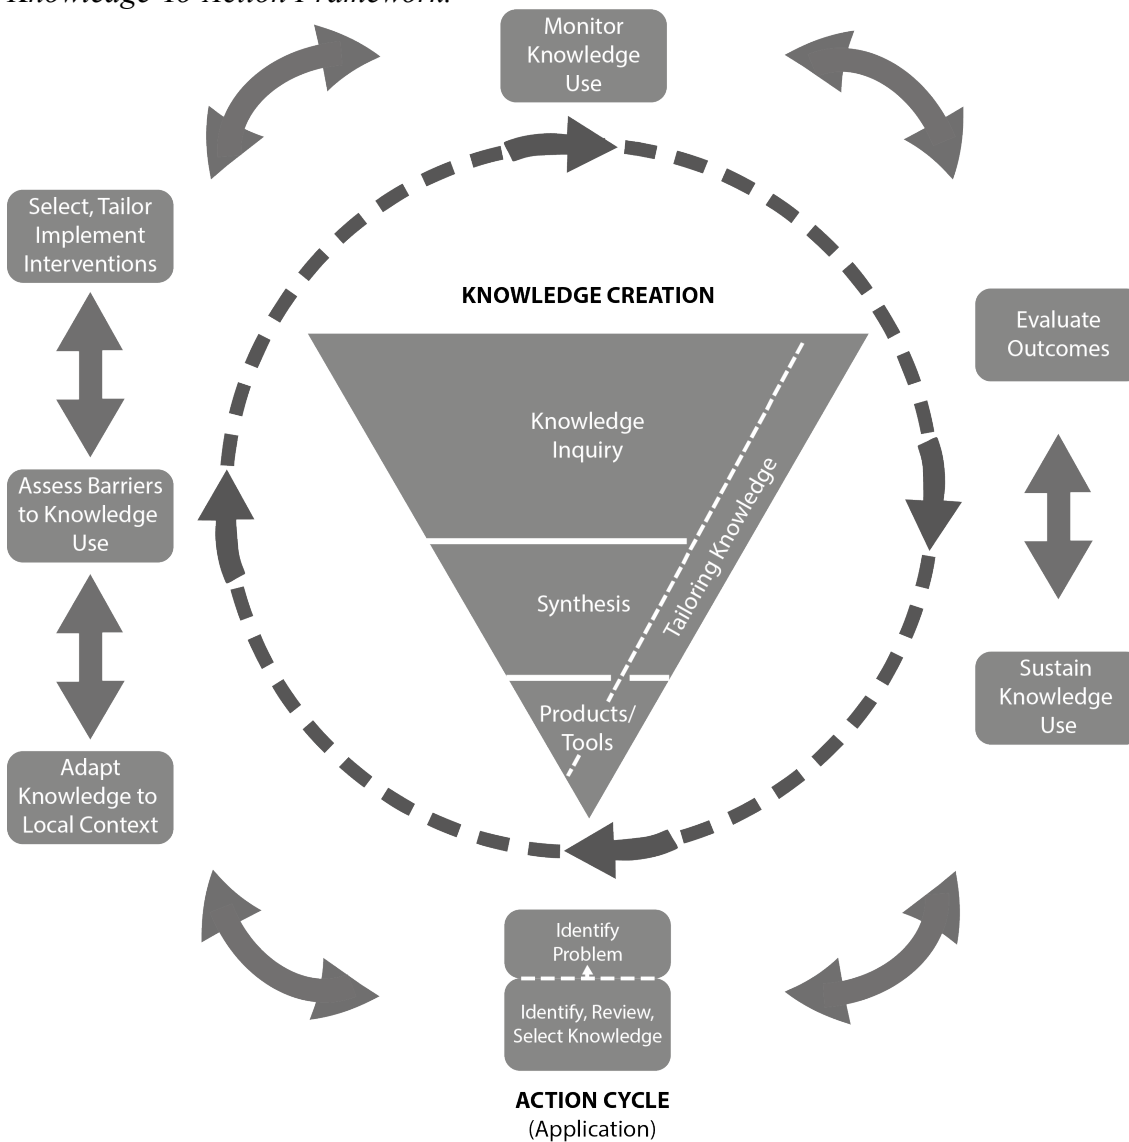 Knowledge-To-Action Framework.
Monitor
Knowledge
Use
Select, Tailor
Implement
Interventions
KNOWLEDGE CREATION
Evaluate
Outcomes
Knowledge
Inquiry
Assess Barriers
to Knowledge
Use
Tailoring Knowledge
Synthesis
Sustain
Knowledge
Use
Products/
Tools
Adapt
Knowledge to
Local Context
Identify
Problem
Identify, Review,
Select Knowledge
ACTION CYCLE
(Application)